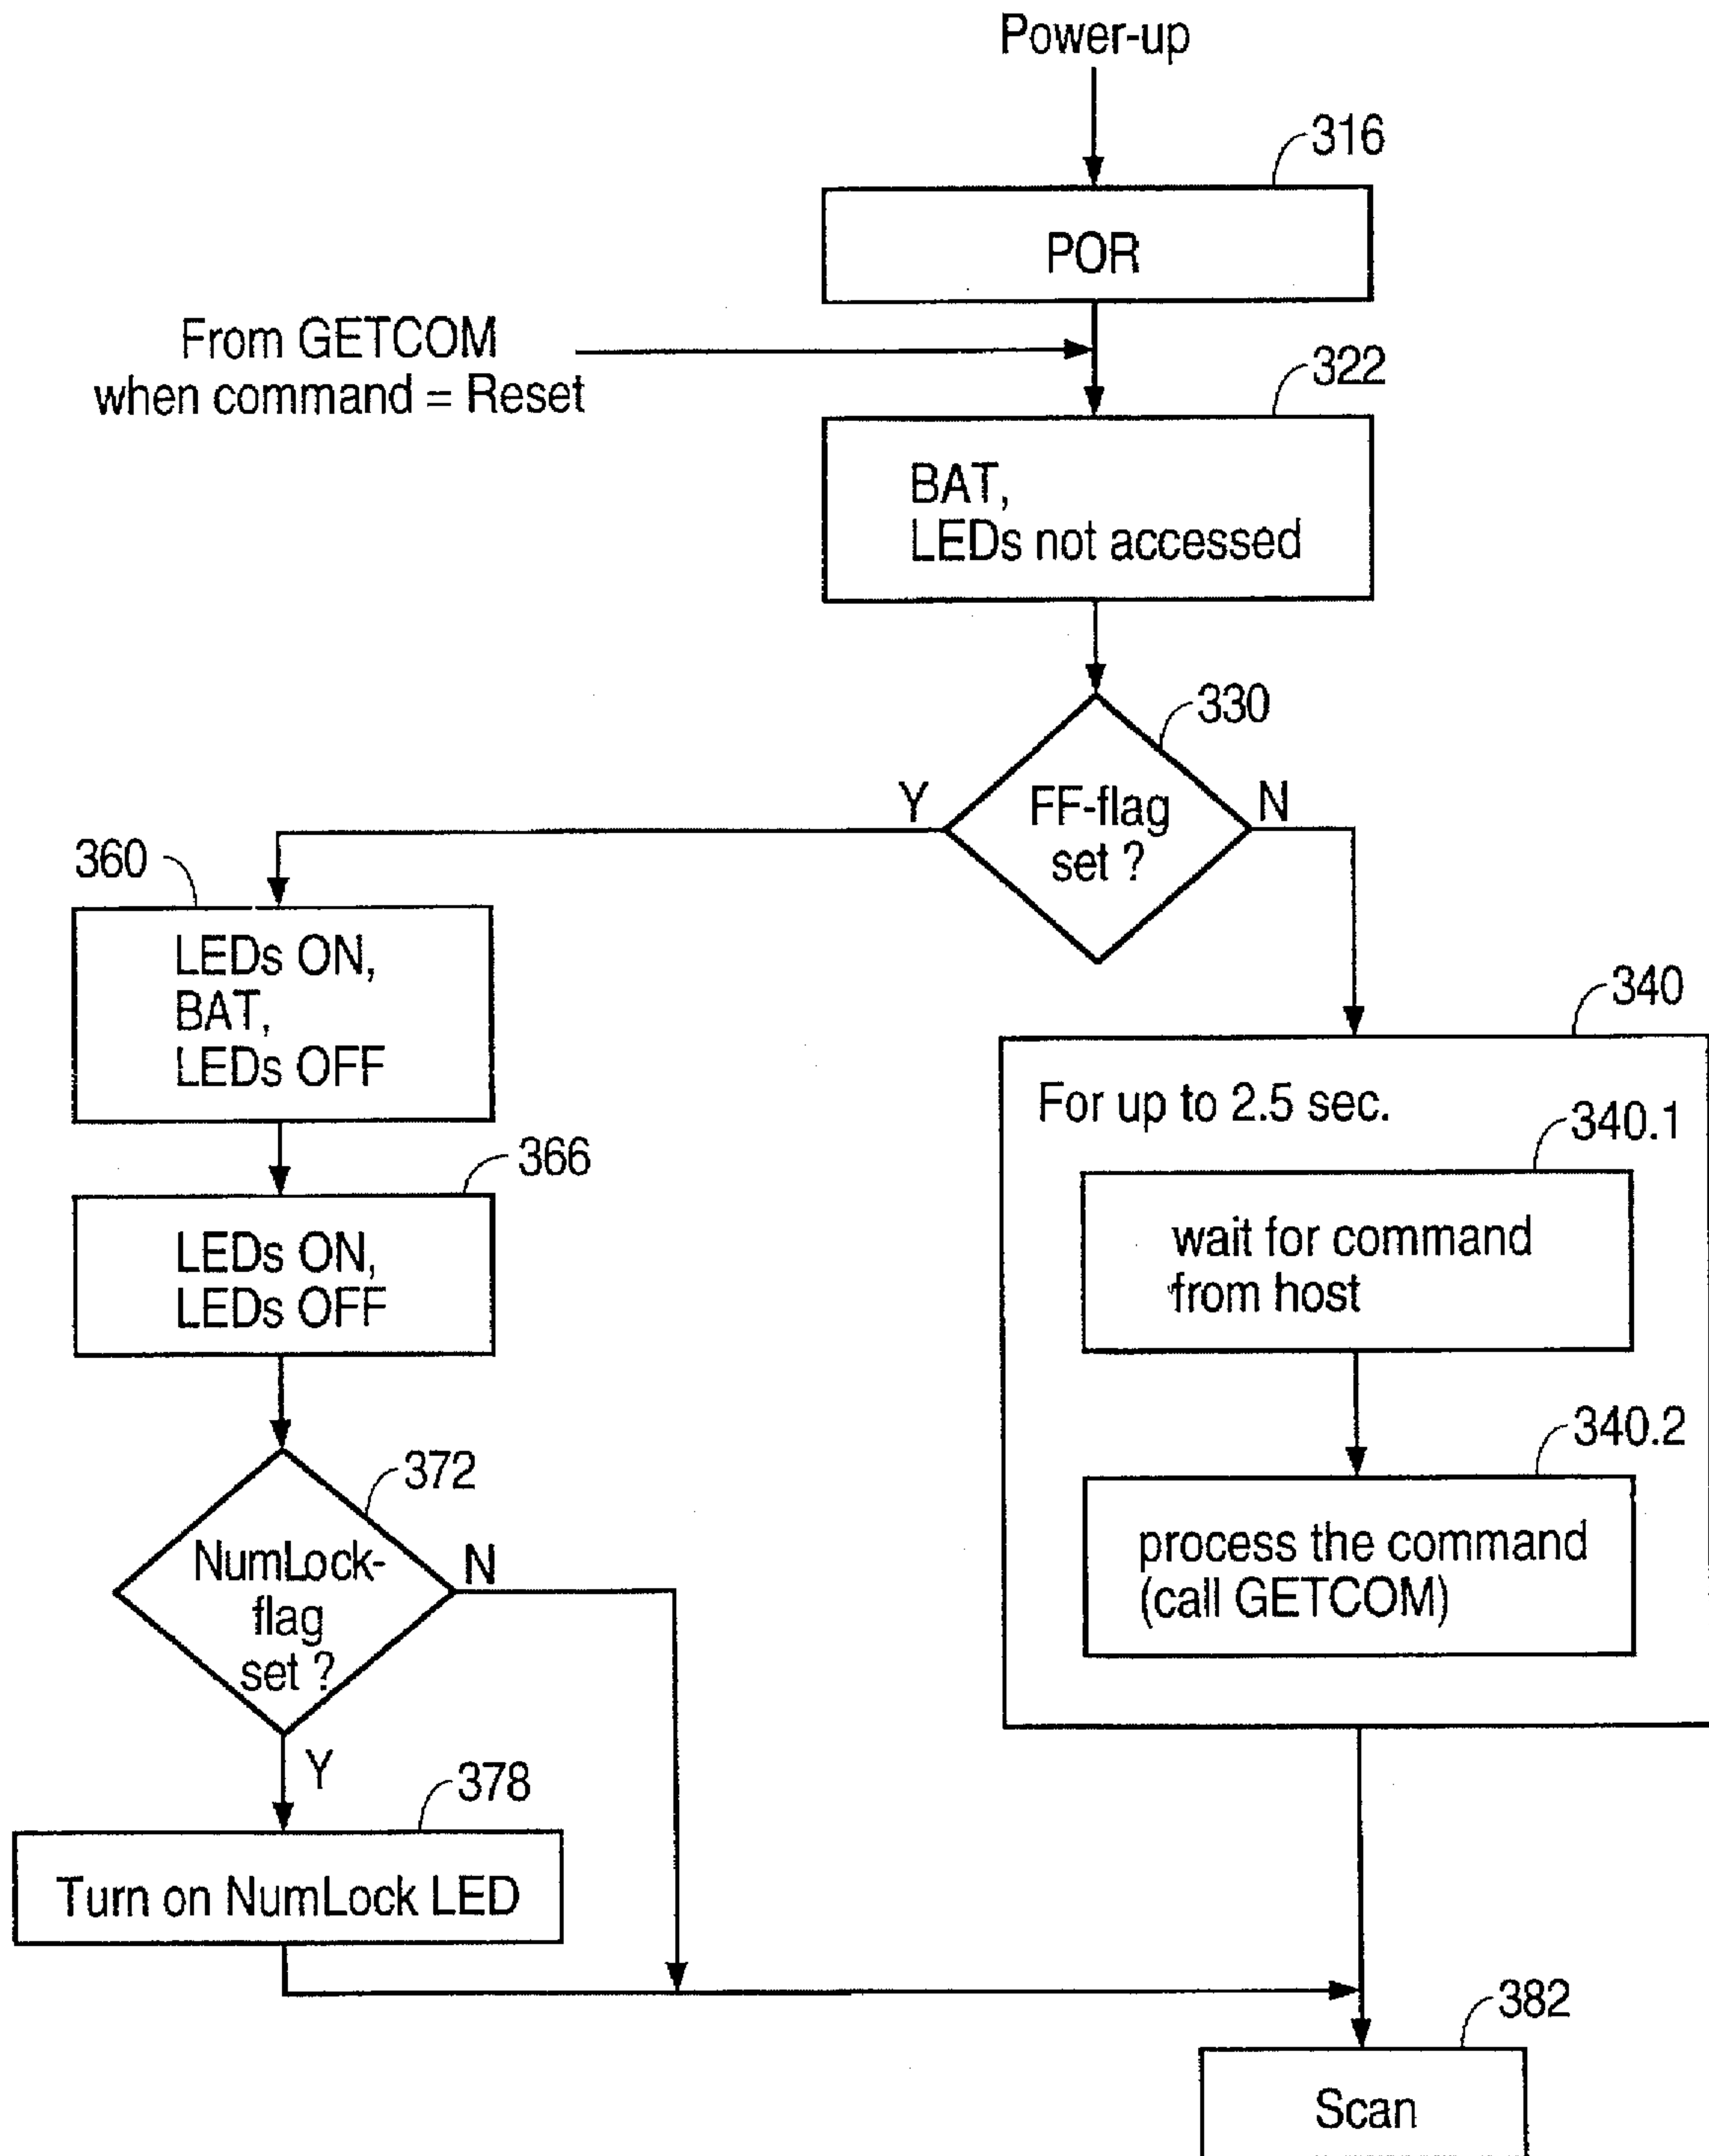 Power-up
316
POR
From GETCOM
when command = Reset
322
BAT,
LEDs not accessed
330
Y
FF-flag
set ?
N
360
LEDs ON,
BAT,
LEDs OFF
340
For up to 2.5 sec.
340.1
wait for command
from host
366
LEDs ON,
LEDs OFF
340.2
process the command
(call GETCOM)
372
NumLock-
flag
set ?
N
Y
378
Turn on NumLock LED
382
Scan